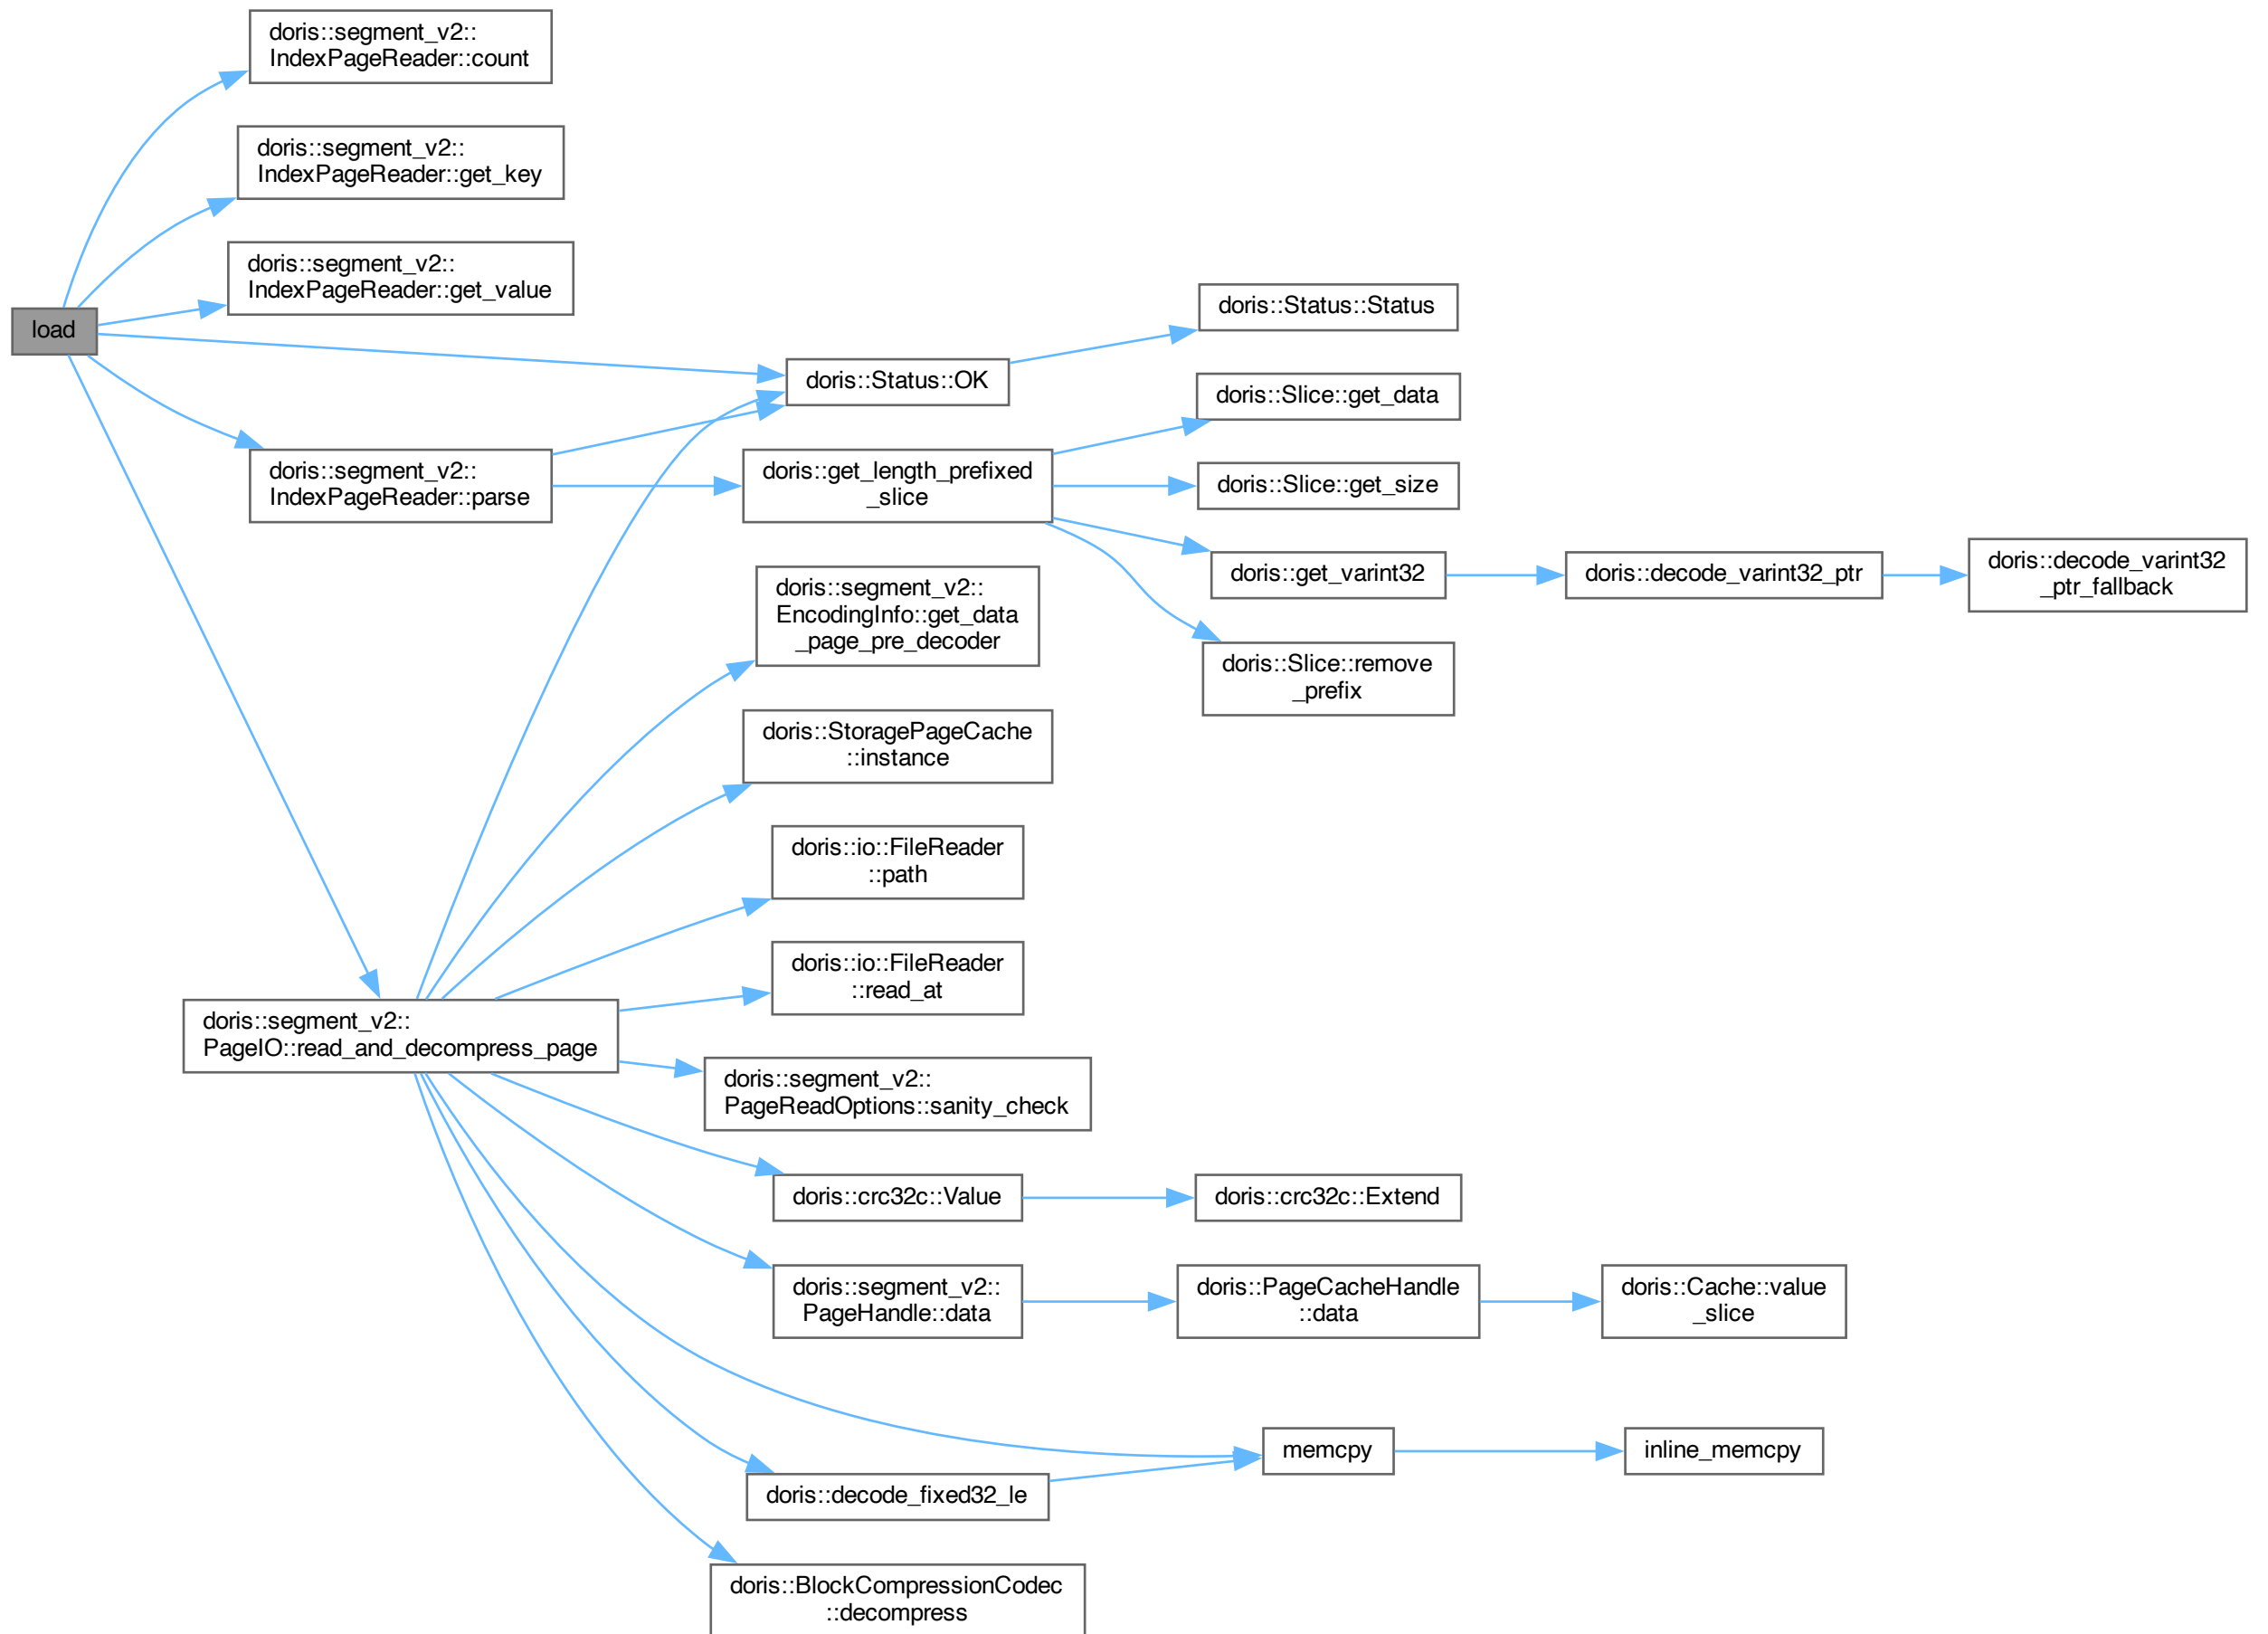 doris::segment_v2::
IndexPageReader::count
doris::segment_v2::
IndexPageReader::get_key
doris::segment_v2::
IndexPageReader::get_value
load
doris::Status::Status
doris::Status::OK
doris::Slice::get_data
doris::segment_v2::
IndexPageReader::parse
doris::get_length_prefixed
_slice
doris::Slice::get_size
doris::get_varint32
doris::decode_varint32_ptr
doris::decode_varint32
_ptr_fallback
doris::segment_v2::
EncodingInfo::get_data
_page_pre_decoder
doris::Slice::remove
_prefix
doris::StoragePageCache
::instance
doris::io::FileReader
::path
doris::io::FileReader
::read_at
doris::segment_v2::
PageIO::read_and_decompress_page
doris::segment_v2::
PageReadOptions::sanity_check
doris::crc32c::Value
doris::crc32c::Extend
doris::segment_v2::
PageHandle::data
doris::PageCacheHandle
::data
doris::Cache::value
_slice
memcpy
inline_memcpy
doris::decode_fixed32_le
doris::BlockCompressionCodec
::decompress